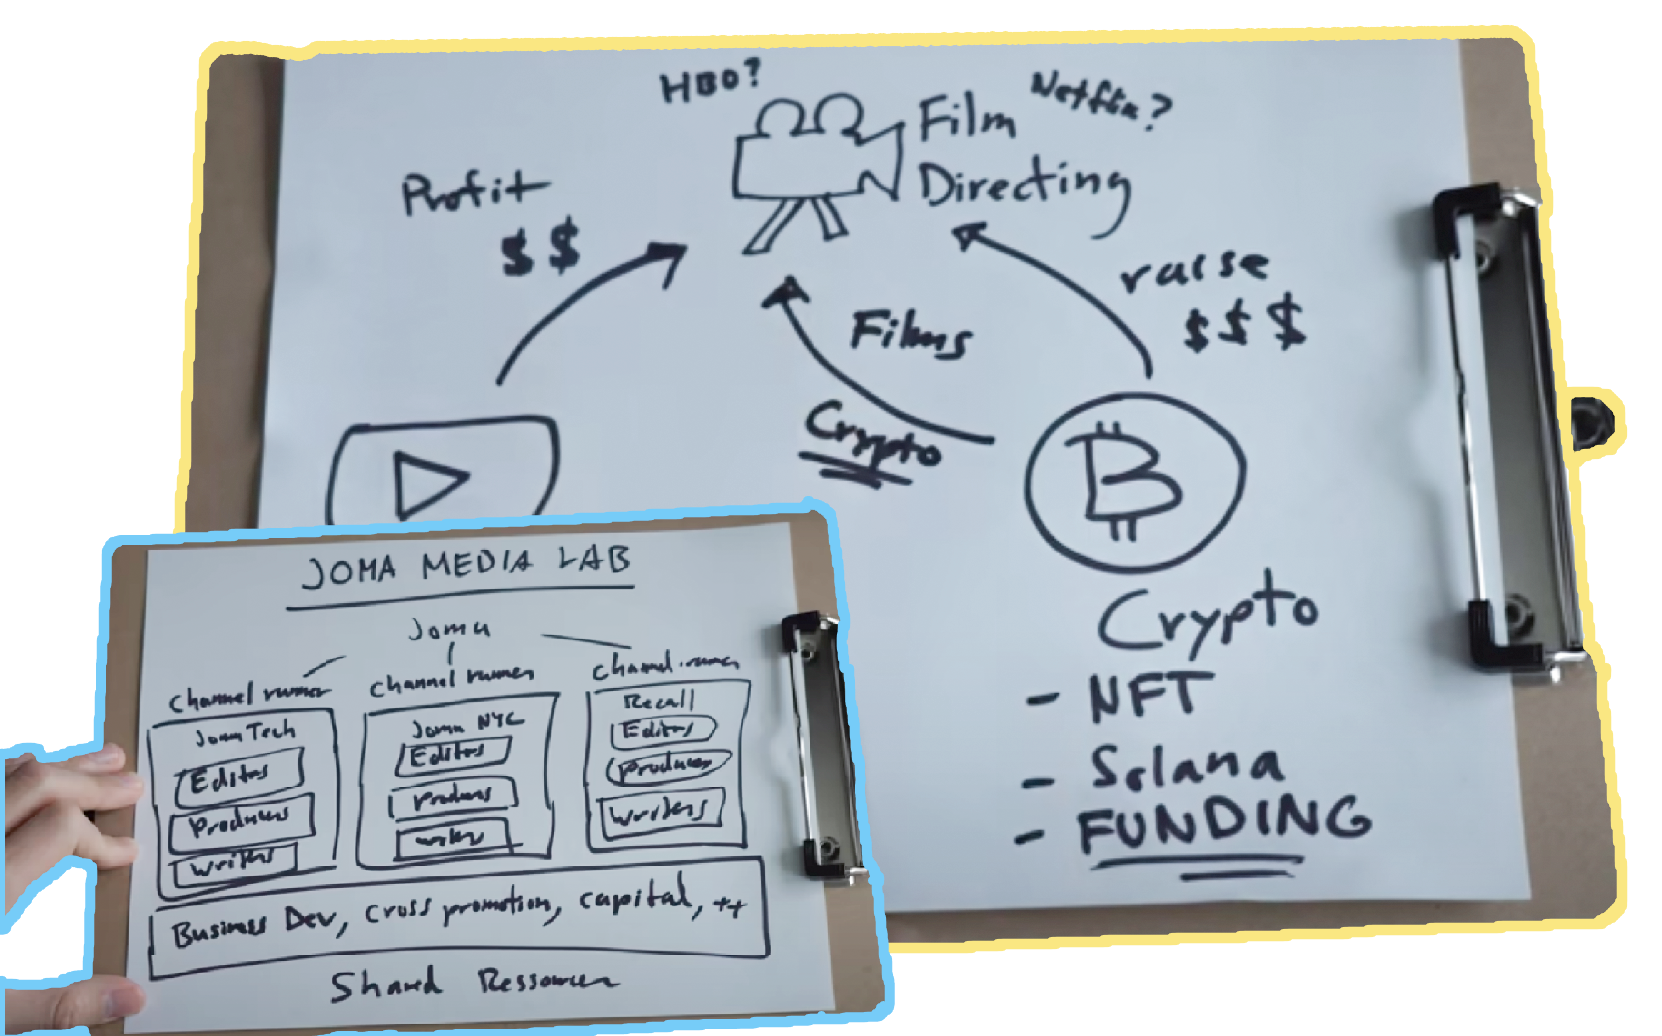 HBO?
Netflix?
Film
Directing
Profit
$$
raise
$$$
Films
Crypto
B
Crypto
- NFT
- Solana
- FUNDING
JOMA MEDIA LAB
Joma
Channel runner
Channel runner
Channel runner
Joma Tech
Editors
Producers
Writers
Joma NYC
Editors
Producers
Writers
Recall
Editors
Producers
Writers
Business Dev, cross promotion, capital, ++
Shared Ressources